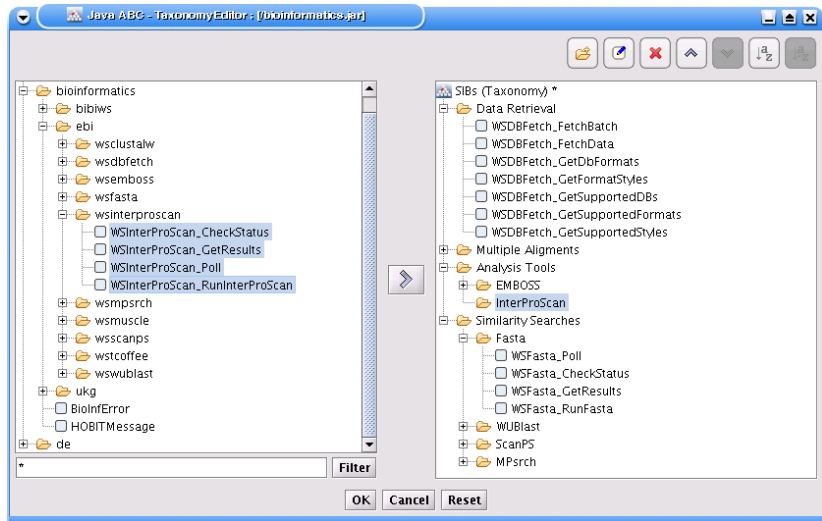 Java ABC - TaxonomyEditor : [/bioinformatics.jar]
bioinformatics
bibiws
ebi
wsclustalw
wsdbfetch
wsemboss
wsfasta
wsinterproscan
WSInterProScan_CheckStatus
WSInterProScan_GetResults
WSInterProScan_Poll
WSInterProScan_RunInterProScan
wsmpsrch
wsmuscle
wsscanps
wstcoffee
wswublast
ukg
BioInfError
HOBITMessage
de
*
Filter
SIBs (Taxonomy) *
Data Retrieval
WSDBFetch_FetchBatch
WSDBFetch_FetchData
WSDBFetch_GetDbFormats
WSDBFetch_GetFormatStyles
WSDBFetch_GetSupportedDBs
WSDBFetch_GetSupportedFormats
WSDBFetch_GetSupportedStyles
Multiple Aligments
Analysis Tools
EMBOSS
InterProScan
Similarity Searches
Fasta
WSFasta_Poll
WSFasta_CheckStatus
WSFasta_GetResults
WSFasta_RunFasta
WUBlast
ScanPS
MPsrch
OK Cancel Reset